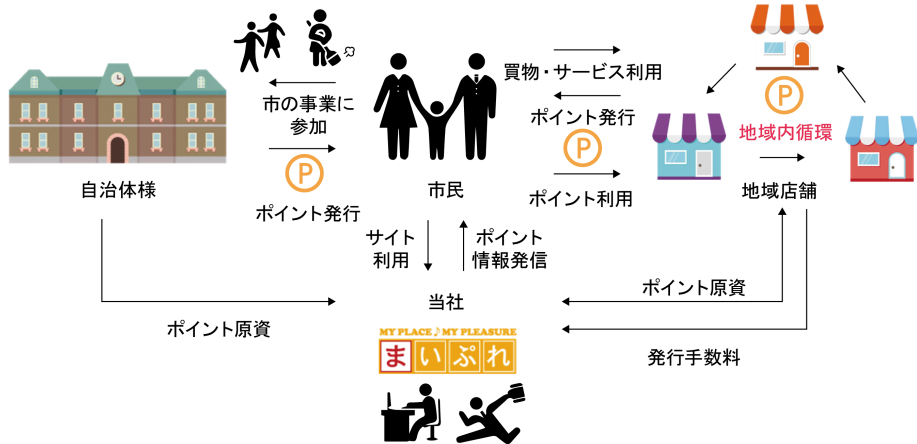 自治体様
市の事業に
参加
P
ポイント発行
市民
買物・サービス利用
ポイント発行
P
ポイント利用
P
地域内循環
地域店舗
サイト
利用
ポイント
情報発信
ポイント原資
当社
MY PLACE♪MY PLEASURE
まいぷれ
ポイント原資
発行手数料